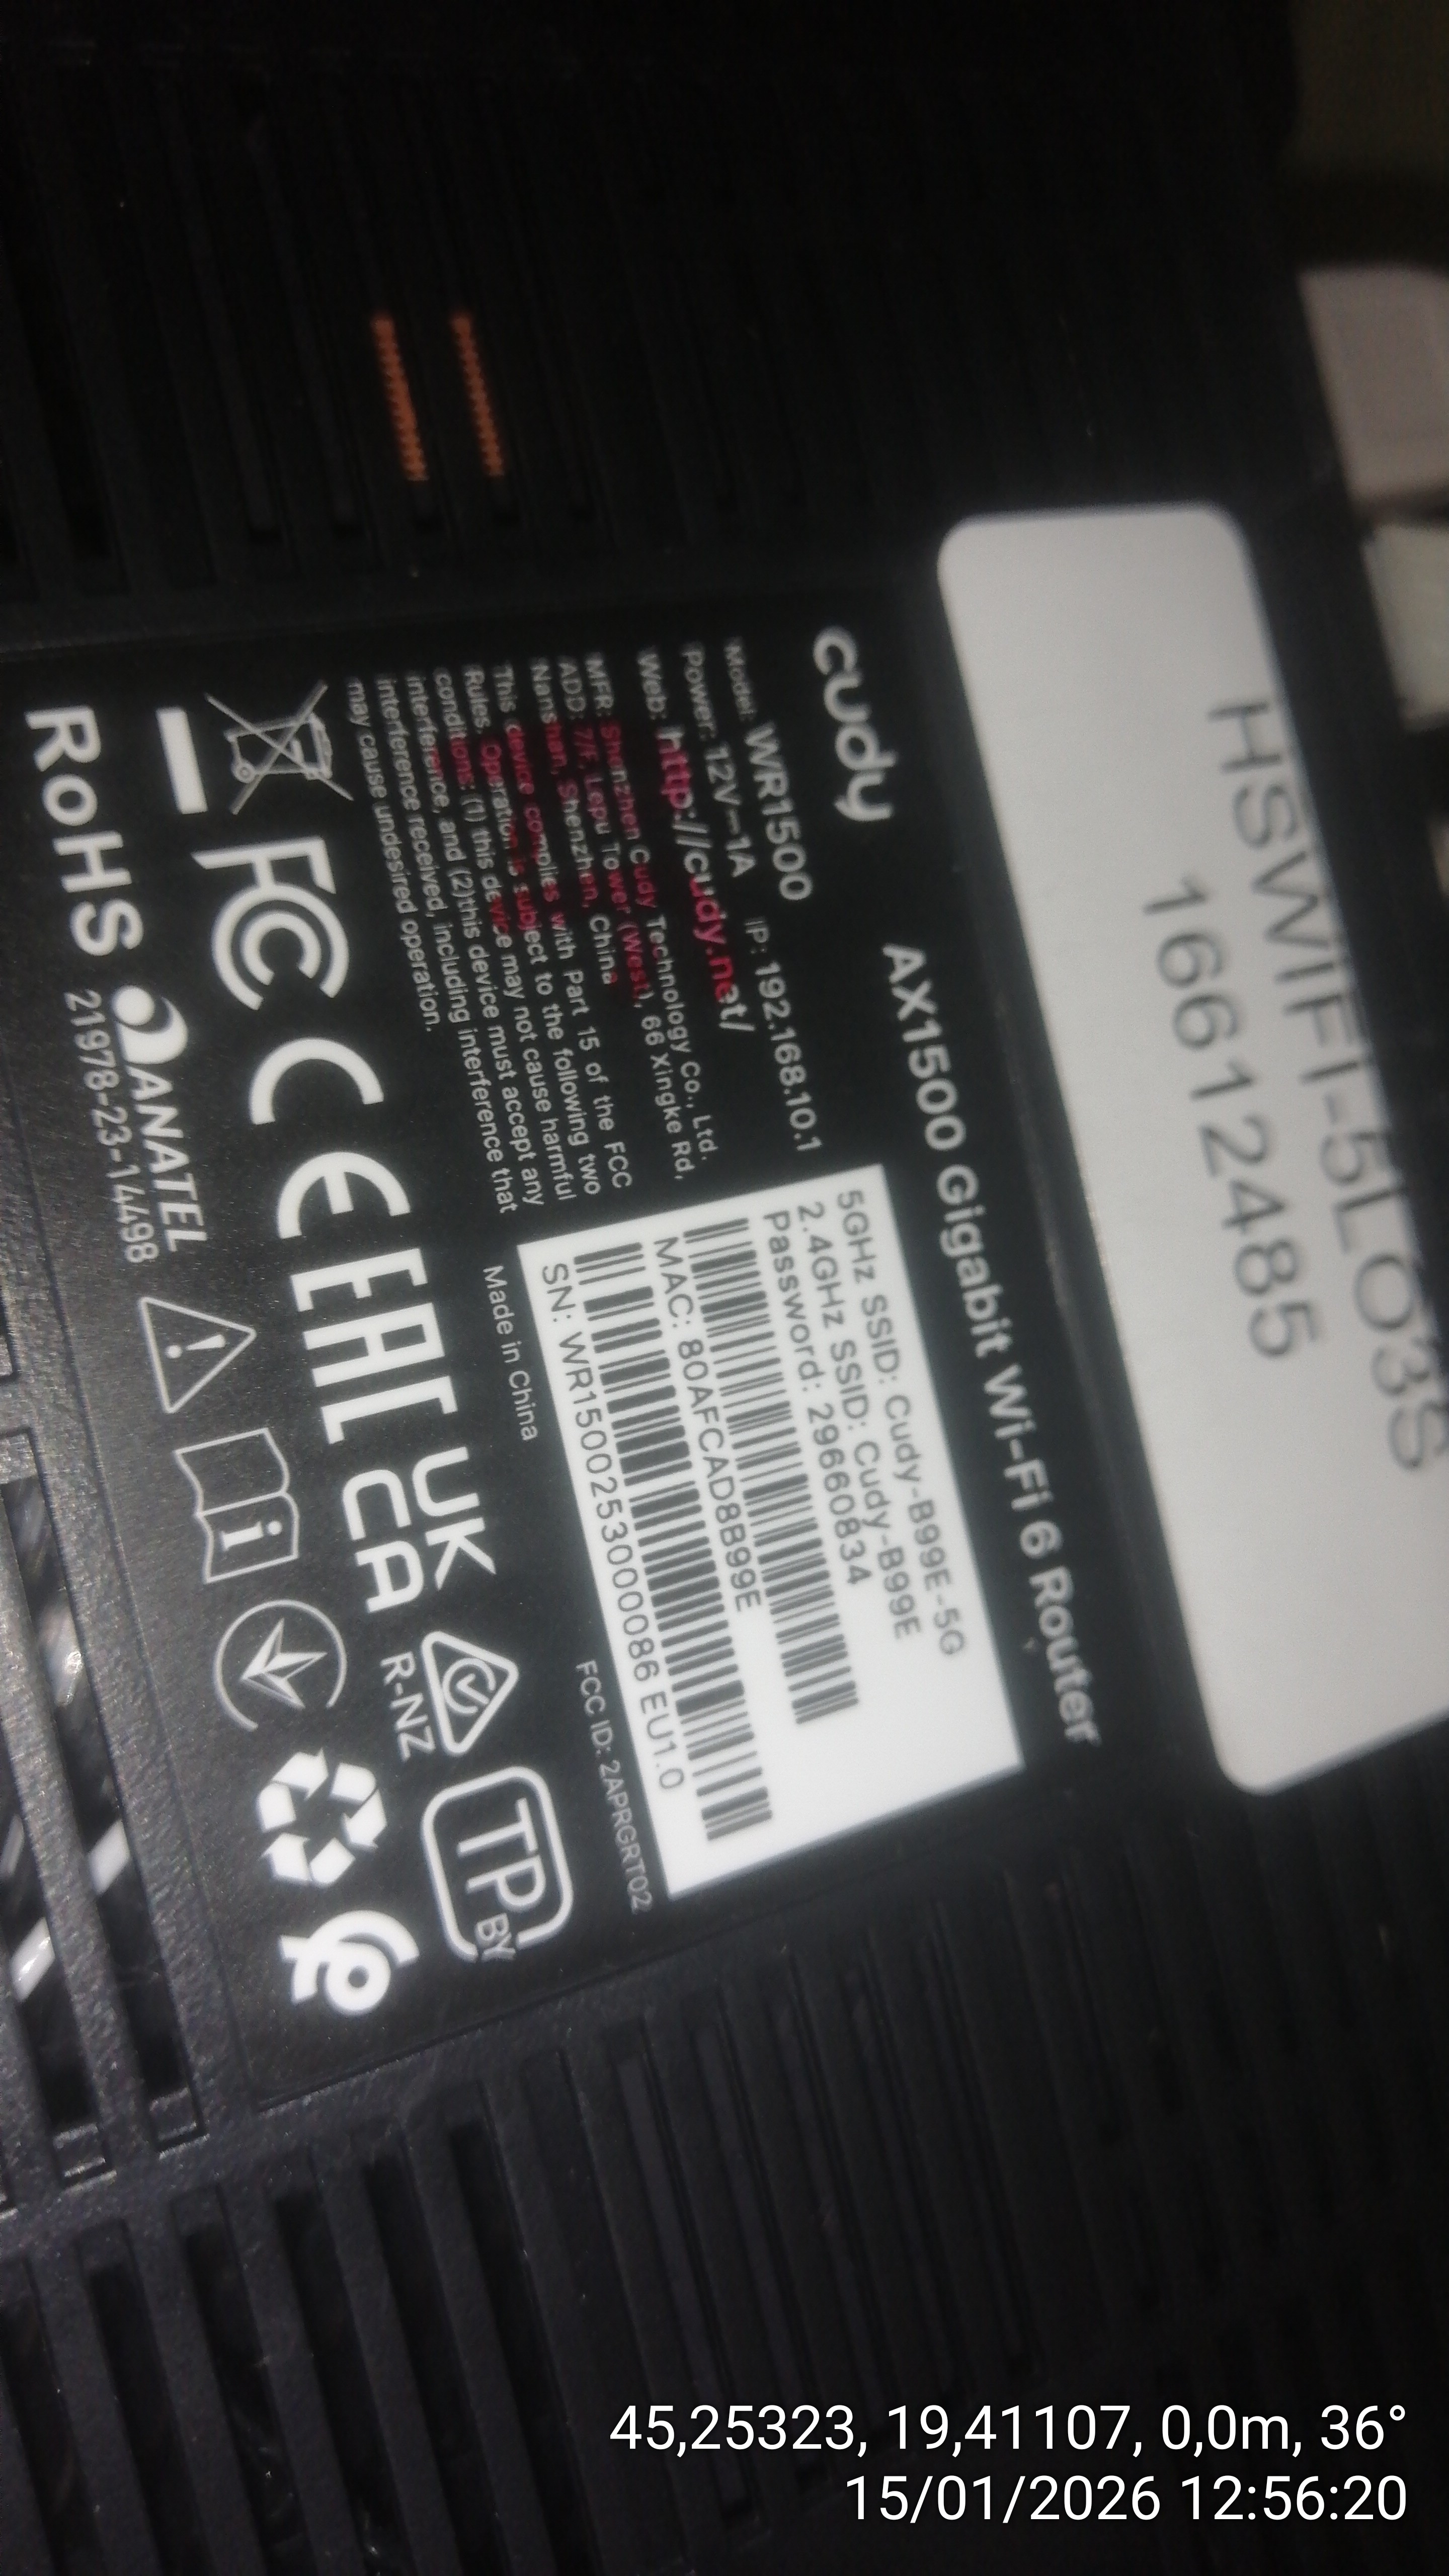 HSWIFI-5LO3S
16612485
cudy
AX1500 Gigabit Wi-Fi 6 Router
Model: WR1500
Power: 12V⎓1A IP: 192.168.10.1
Web: http://cudy.net/
MFR: Shenzhen Cudy Technology Co., Ltd.
ADD: 7/F, Lepu Tower (West), 66 Xingke Rd,
Nanshan, Shenzhen, China
This device complies with Part 15 of the FCC
Rules. Operation is subject to the following two
conditions: (1) this device may not cause harmful
interference, and (2)this device must accept any
interference received, including interference that
may cause undesired operation.
5GHz SSID: Cudy-B99E-5G
2.4GHz SSID: Cudy-B99E
Password: 29660834
MAC: 80AFCAD8B99E
SN: WR15002530000086 EU1.0
Made in China
FCC ID: 2APRGRT02
FC CE EAC UK CA R-NZ TP BY
RoHS ANATEL
21978-23-14498
45,25323, 19,41107, 0,0m, 36°
15/01/2026 12:56:20